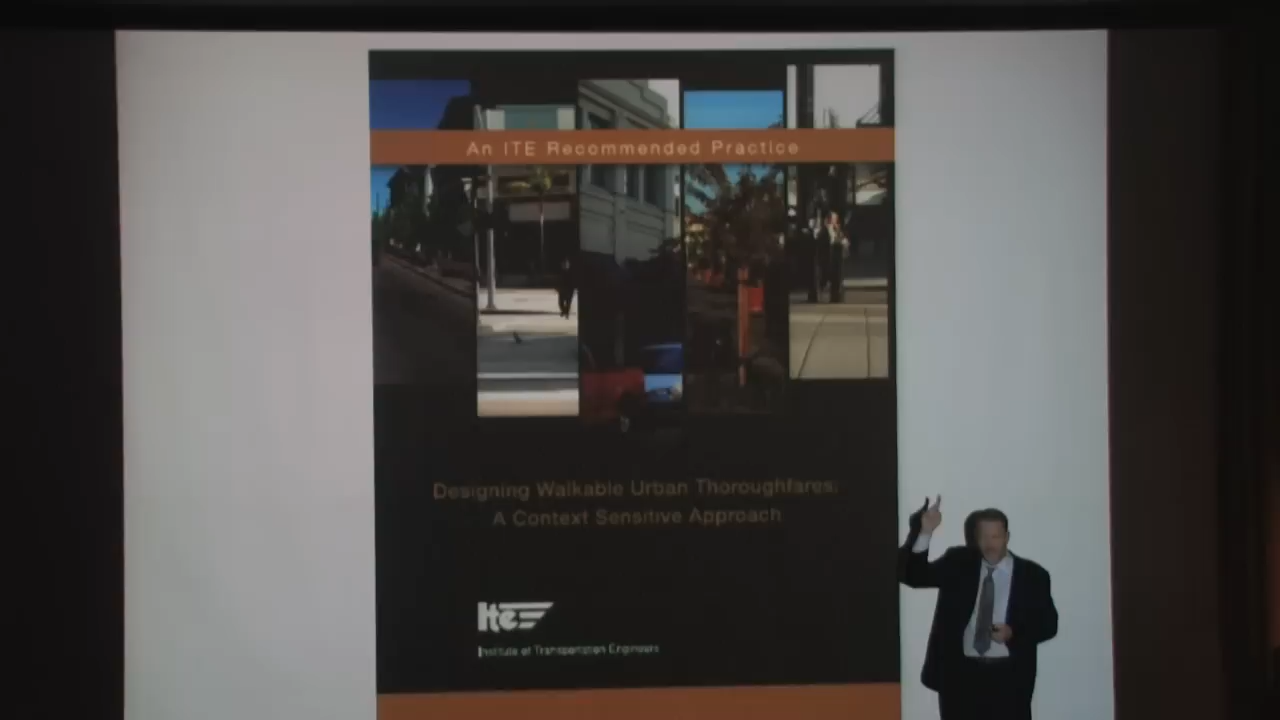 An ITE Recommended Practice
Designing Walkable Urban Thoroughfares:
A Context Sensitive Approach
Ite
Institute of Transportation Engineers